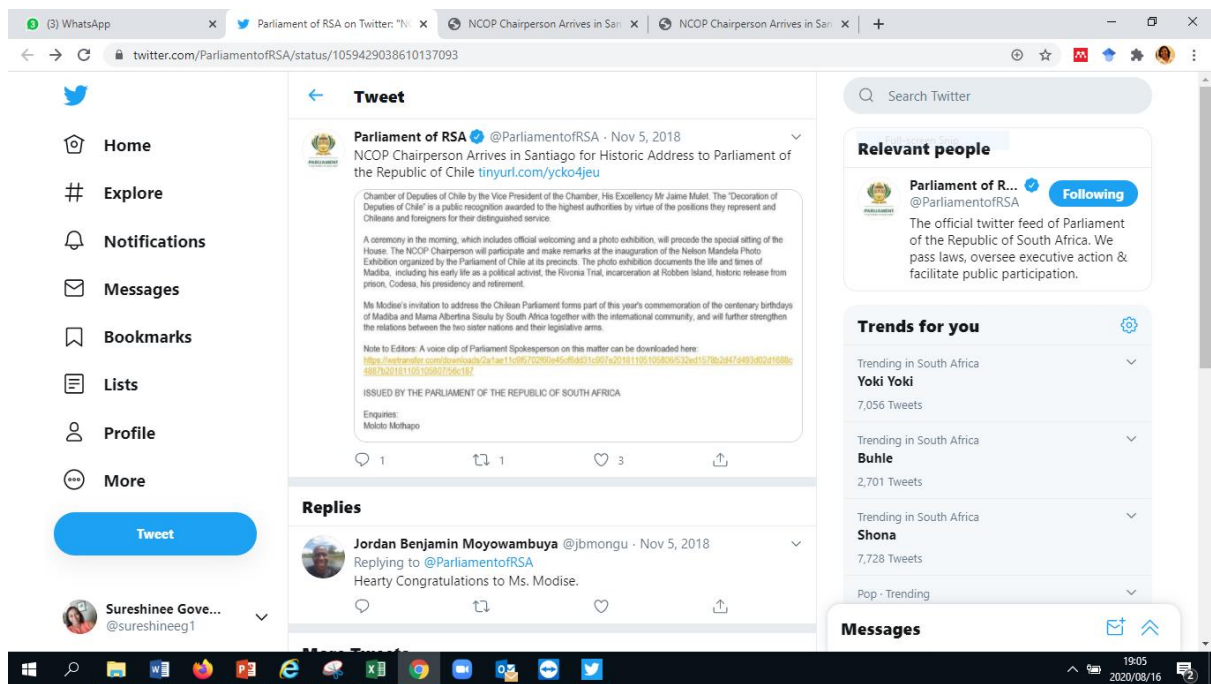 (3) WhatsApp
Parliament of RSA on Twitter: "NC
NCOP Chairperson Arrives in San
NCOP Chairperson Arrives in San
twitter.com/ParliamentofRSA/status/1059429038610137093
Home
Explore
Notifications
Messages
Bookmarks
Lists
Profile
More
Tweet
Sureshinee Gove...
@sureshineeg1
Tweet
Parliament of RSA @ParliamentofRSA · Nov 5, 2018
NCOP Chairperson Arrives in Santiago for Historic Address to Parliament of
the Republic of Chile tinyurl.com/ycko4jeu
Chamber of Deputies of Chile by the Vice President of the Chamber, His Excellency Mr Jaime Mulet. The "Decoration of
Deputies of Chile" is a public recognition awarded to the highest authorities by virtue of the positions they represent and
Chileans and foreigners for their distinguished service.
A ceremony in the morning, which includes official welcoming and a photo exhibition, will precede the special sitting of the
House. The NCOP Chairperson will participate and make remarks at the inauguration of the Nelson Mandela Photo
Exhibition organized by the Parliament of Chile at its precincts. The photo exhibition documents the life and times of
Madiba, including his early life as a political activist, the Rivonia Trial, incarceration at Robben Island, historic release from
prison, Codesa, his presidency and retirement.
Ms Modise's invitation to address the Chilean Parliament forms part of this year's commemoration of the centenary birthdays
of Madiba and Mama Albertina Sisulu by South Africa together with the international community, and will further strengthen
the relations between the two sister nations and their legislative arms.
Note to Editors: A voice clip of Parliament Spokesperson on this matter can be downloaded here:
ISSUED BY THE PARLIAMENT OF THE REPUBLIC OF SOUTH AFRICA
Enquiries:
Moloto Mothapo
1
1
3
Replies
Jordan Benjamin Moyowambuya @jbmongu · Nov 5, 2018
Replying to @ParliamentofRSA
Hearty Congratulations to Ms. Modise.
More Tweets
Search Twitter
Relevant people
Parliament of R...
@ParliamentofRSA
Following
The official twitter feed of Parliament
of the Republic of South Africa. We
pass laws, oversee executive action &
facilitate public participation.
Trends for you
Trending in South Africa
Yoki Yoki
7,056 Tweets
Trending in South Africa
Buhle
2,701 Tweets
Trending in South Africa
Shona
7,728 Tweets
Pop · Trending
Messages
19:05
2020/08/16
2